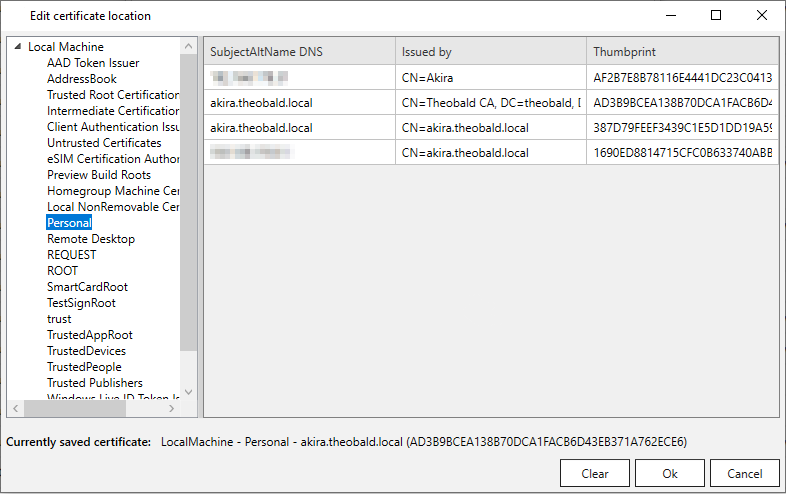 Edit certificate location
Local Machine
AAD Token Issuer
AddressBook
Trusted Root Certification
Intermediate Certification
Client Authentication Issu
Untrusted Certificates
eSIM Certification Author
Preview Build Roots
Homegroup Machine Cer
Local NonRemovable Cer
Personal
Remote Desktop
REQUEST
ROOT
SmartCardRoot
TestSignRoot
trust
TrustedAppRoot
TrustedDevices
TrustedPeople
Trusted Publishers
Windows Live ID Token Is
SubjectAltName DNS Issued by Thumbprint
CN=Akira AF2B7E8B78116E4441DC23C0413
akira.theobald.local CN=Theobald CA, DC=theobald, D AD3B9BCEA138B70DCA1FACB6D4
akira.theobald.local CN=akira.theobald.local 387D79FEEF3439C1E5D1DD19A59
CN=akira.theobald.local 1690ED8814715CFC0B633740ABB
Currently saved certificate: LocalMachine - Personal - akira.theobald.local (AD3B9BCEA138B70DCA1FACB6D43EB371A762ECE6)
Clear Ok Cancel